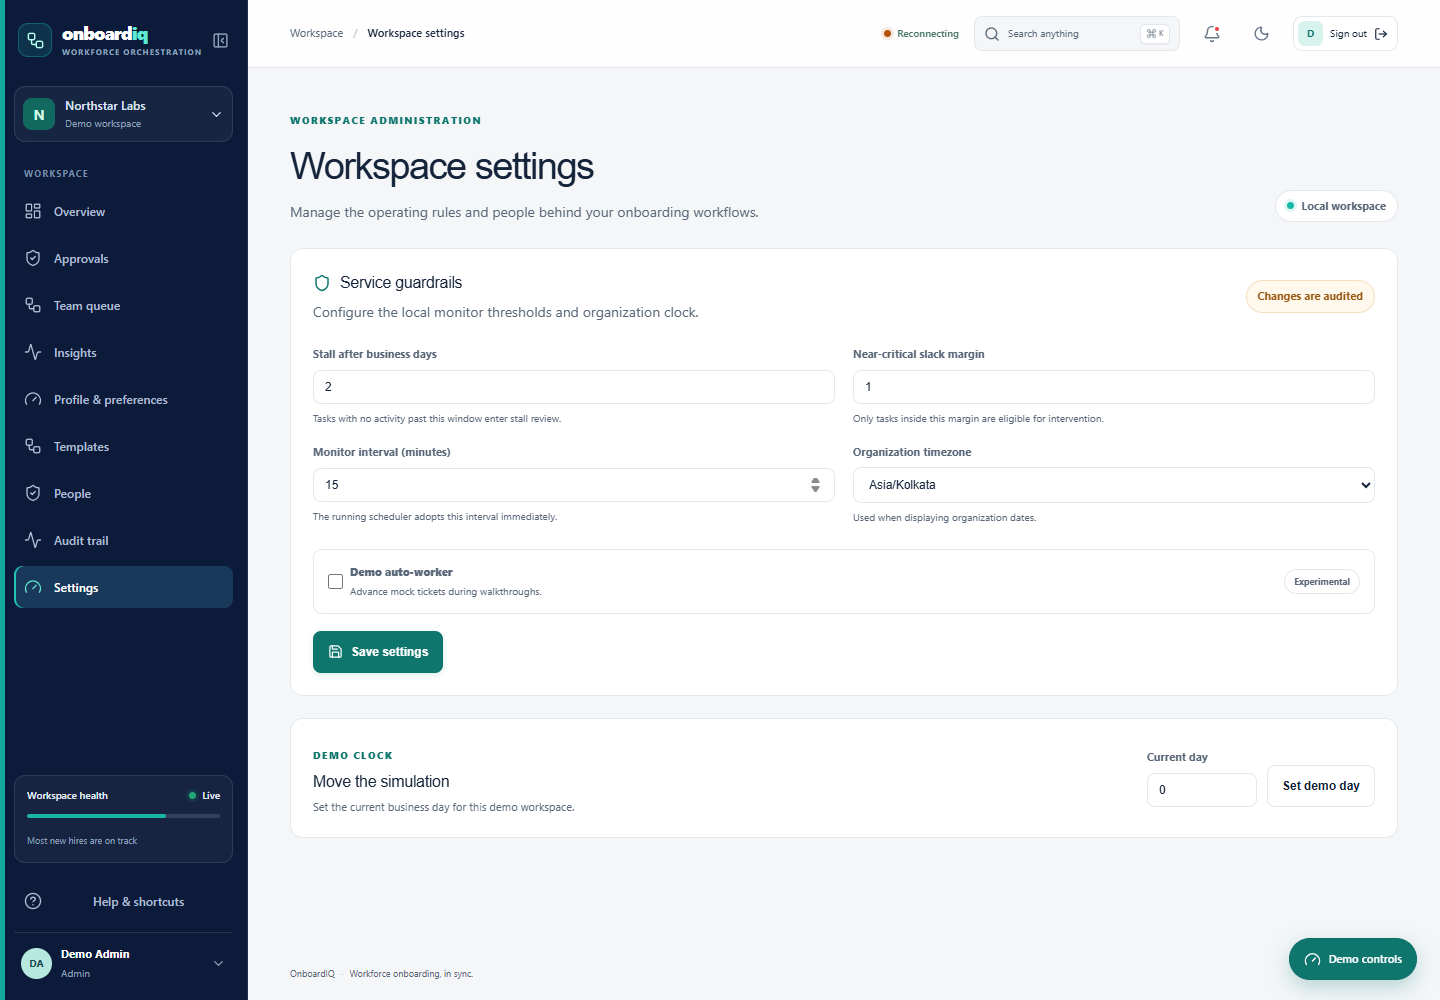 onboardiq
WORKFORCE ORCHESTRATION
N
Northstar Labs
Demo workspace
WORKSPACE
Overview
Approvals
Team queue
Insights
Profile & preferences
Templates
People
Audit trail
Settings
Workspace health
Live
Most new hires are on track
Help & shortcuts
DA
Demo Admin
Admin
Workspace / Workspace settings
Reconnecting
Search anything
⌘ K
D
Sign out
WORKSPACE ADMINISTRATION
Workspace settings
Manage the operating rules and people behind your onboarding workflows.
Local workspace
Service guardrails
Configure the local monitor thresholds and organization clock.
Changes are audited
Stall after business days
2
Tasks with no activity past this window enter stall review.
Near-critical slack margin
1
Only tasks inside this margin are eligible for intervention.
Monitor interval (minutes)
15
The running scheduler adopts this interval immediately.
Organization timezone
Asia/Kolkata
Used when displaying organization dates.
Demo auto-worker
Advance mock tickets during walkthroughs.
Experimental
Save settings
DEMO CLOCK
Move the simulation
Set the current business day for this demo workspace.
Current day
0
Set demo day
OnboardIQ · Workforce onboarding, in sync.
Demo controls